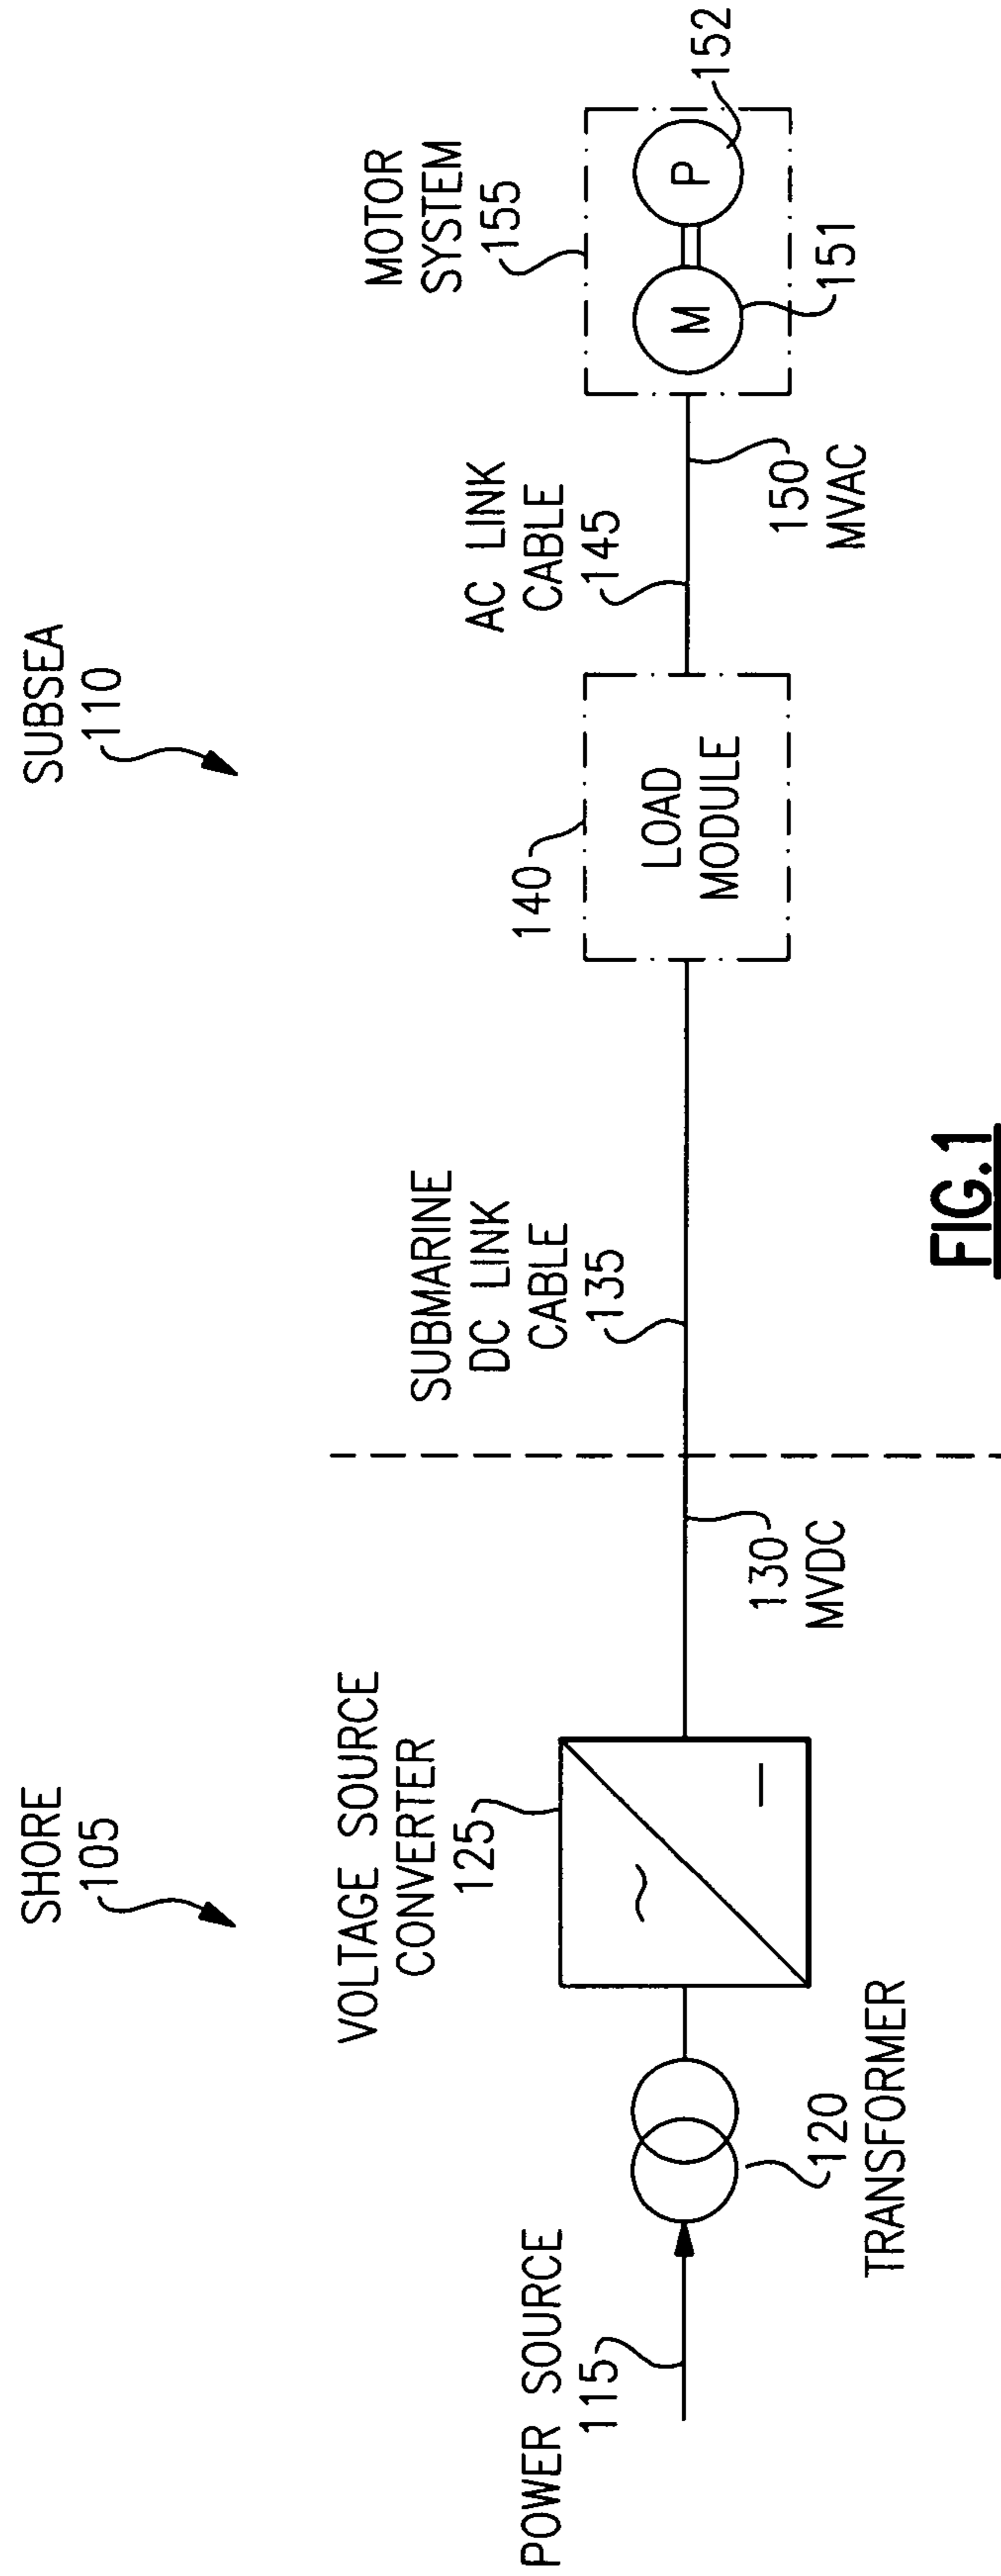 SHORE
105
SUBSEA
110
POWER SOURCE
115
120
TRANSFORMER
VOLTAGE SOURCE
CONVERTER
125
~
—
130
MVDC
SUBMARINE
DC LINK
CABLE
135
140
LOAD
MODULE
AC LINK
CABLE
145
150
MVAC
MOTOR
SYSTEM
155
M
P
151
152
FIG.1